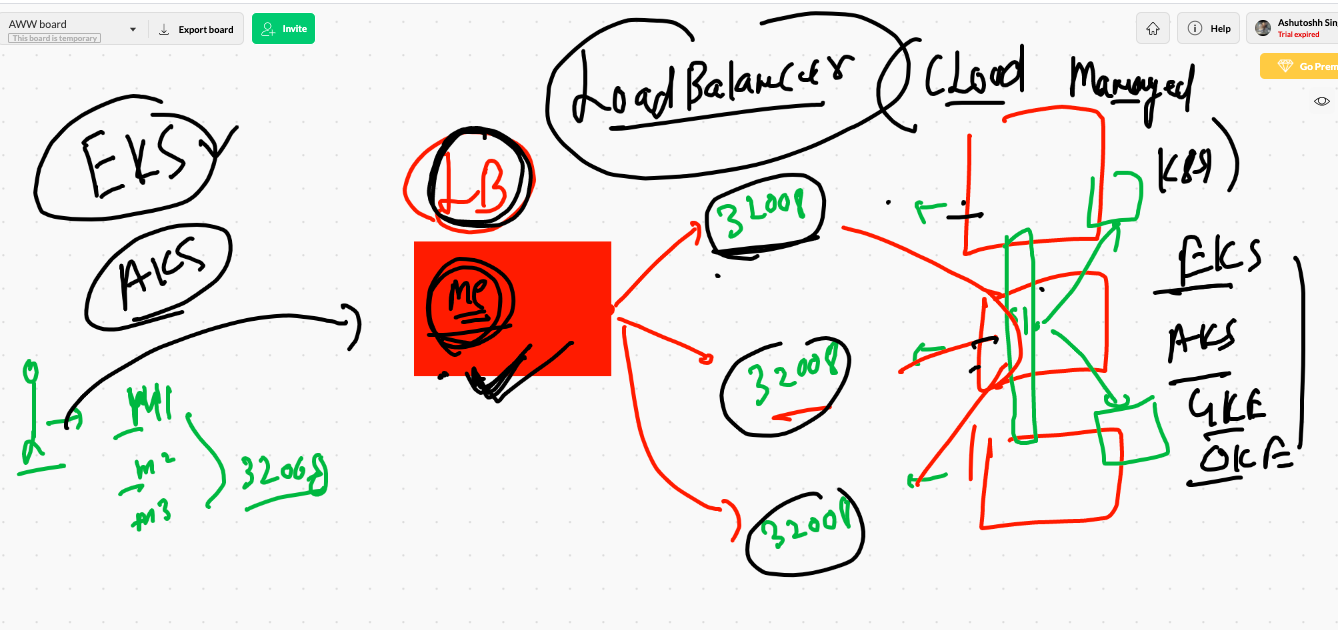 AWW board
This board is temporary
Export board
Invite
Help
Ashutoshh Sin
Trial expired
Go Prem
LoadBalancer
CLoud Managed
K8S
EKS
AKS
LB
32008
32008
32008
EKS
AKS
GKE
OKE
M1
m2
m3
32008